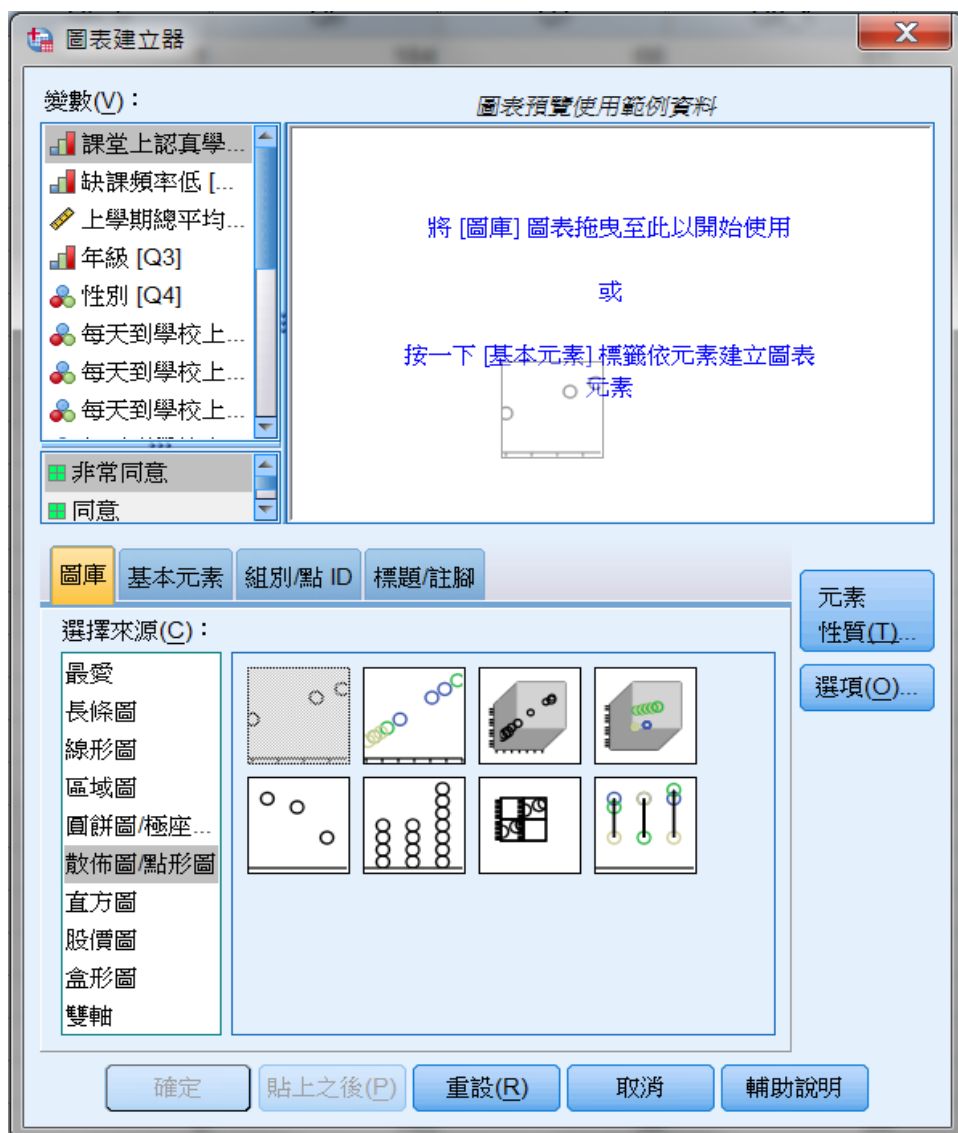 圖表建立器
變數(V)：
圖表預覽使用範例資料
課堂上認真學...
缺課頻率低 [...
上學期總平均...
年級 [Q3]
性別 [Q4]
每天到學校上...
每天到學校上...
每天到學校上...
非常同意
同意
將 [圖庫] 圖表拖曳至此以開始使用
或
按一下 [基本元素] 標籤依元素建立圖表
元素
圖庫
基本元素
組別/點 ID
標題/註腳
選擇來源(C)：
最愛
長條圖
線形圖
區域圖
圓餅圖/極座...
散佈圖/點形圖
直方圖
股價圖
盒形圖
雙軸
元素
性質(T)...
選項(O)...
確定
貼上之後(P)
重設(R)
取消
輔助說明